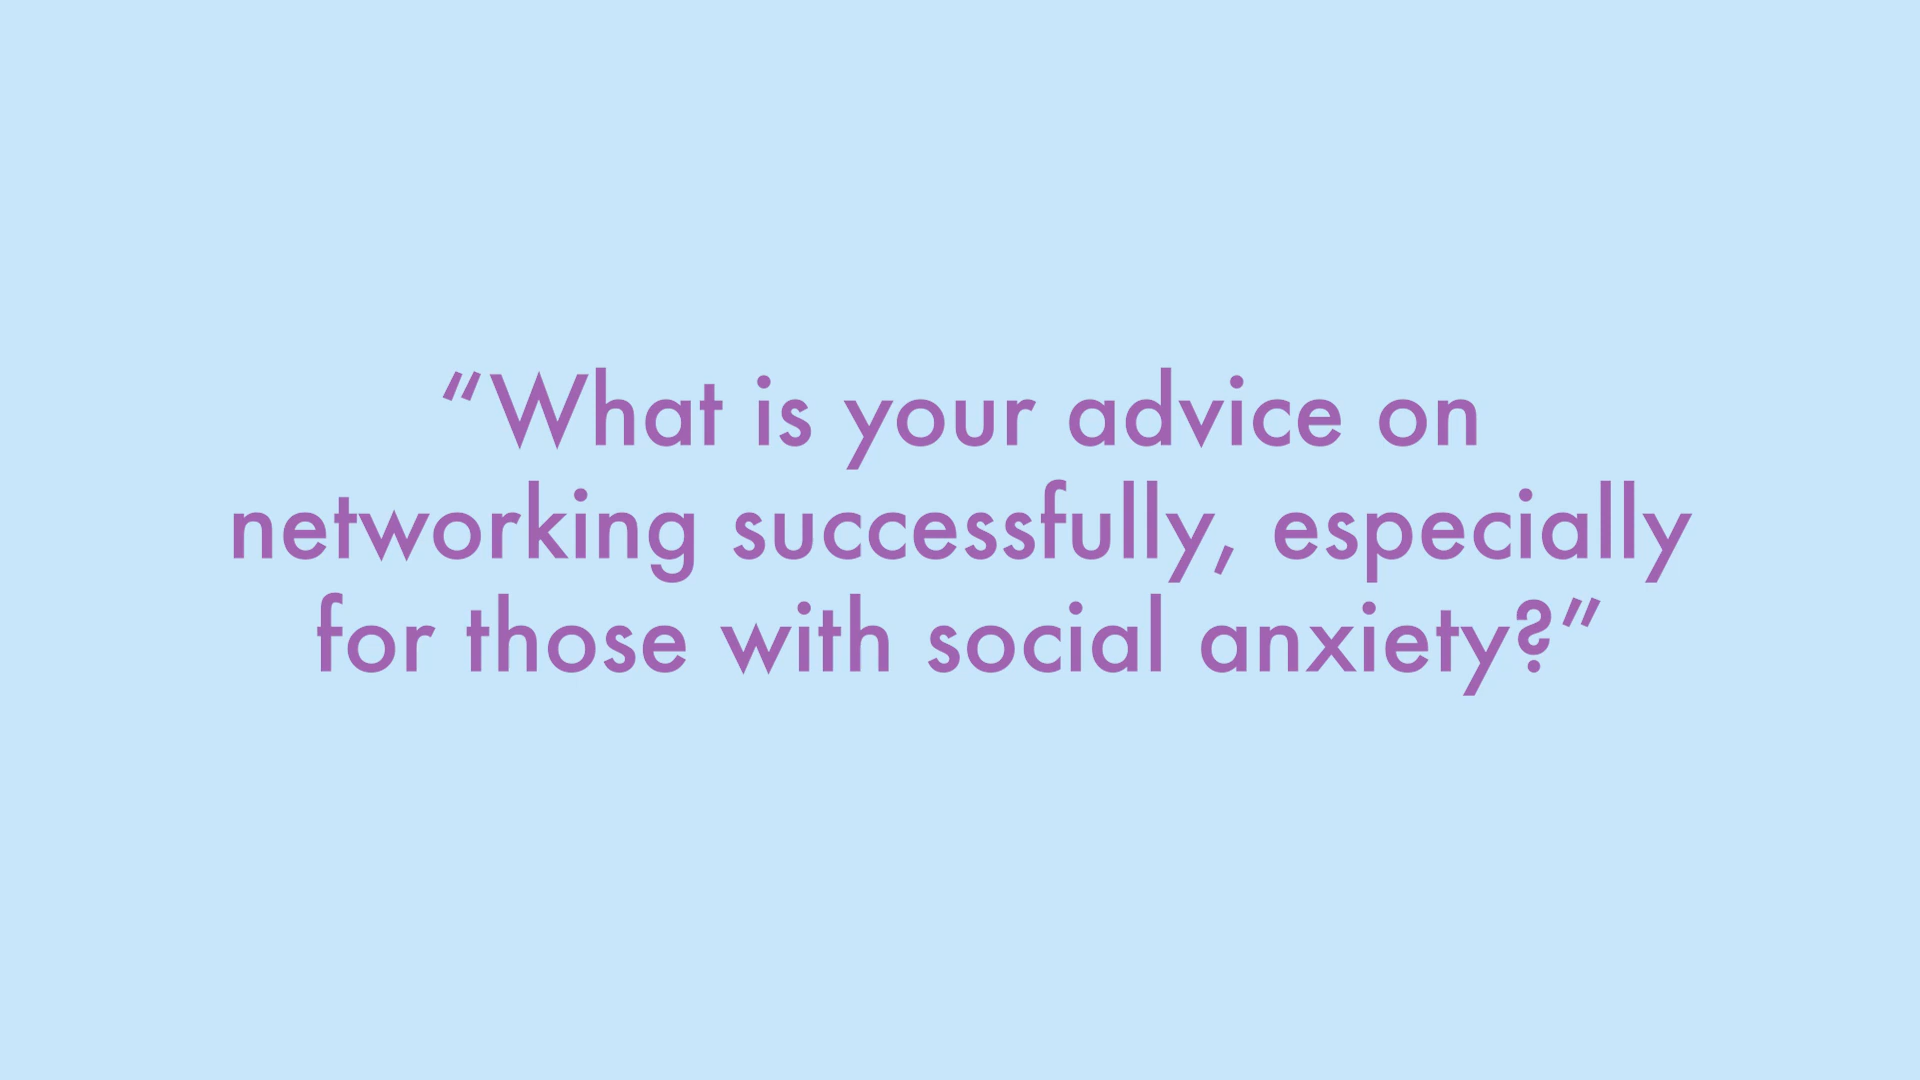 “What is your advice on
networking successfully, especially
for those with social anxiety?”